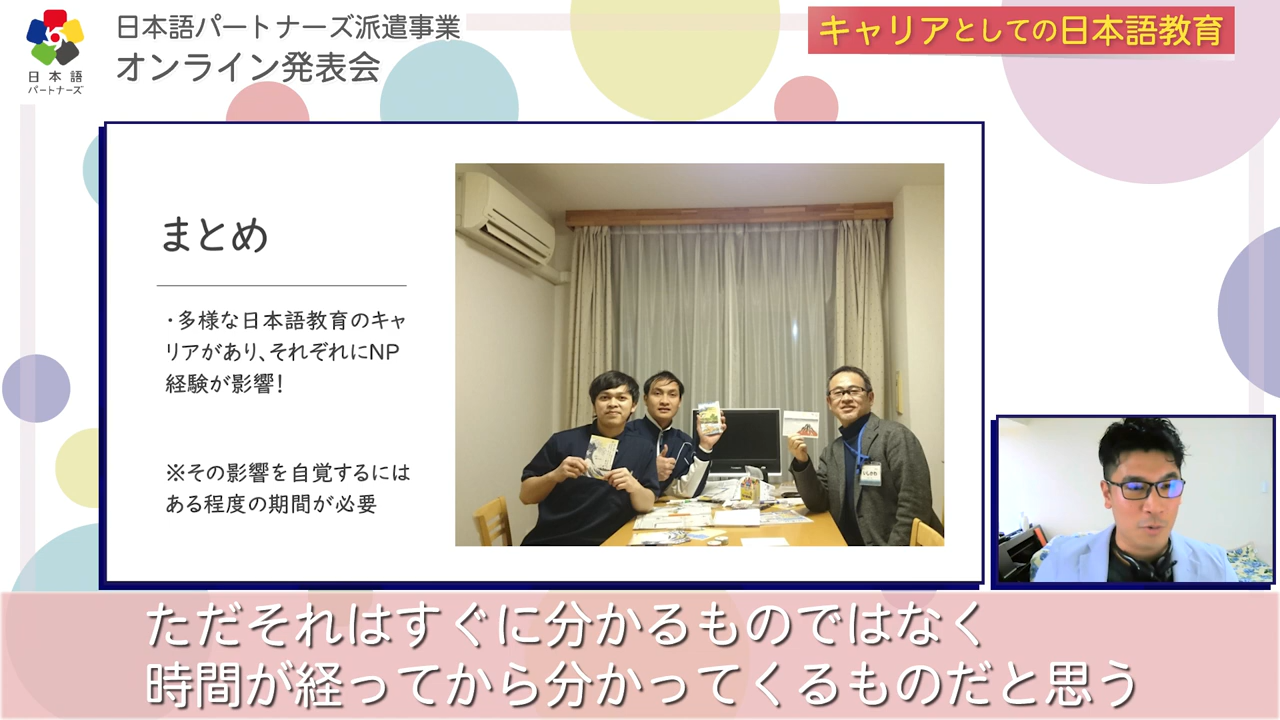 日本語
パートナーズ
日本語パートナーズ派遣事業
オンライン発表会
キャリアとしての日本語教育
まとめ
・多様な日本語教育のキャ
リアがあり、それぞれにNP
経験が影響!
※その影響を自覚するには
ある程度の期間が必要
いしかわ
ただそれはすぐに分かるものではなく
時間が経ってから分かってくるものだと思う